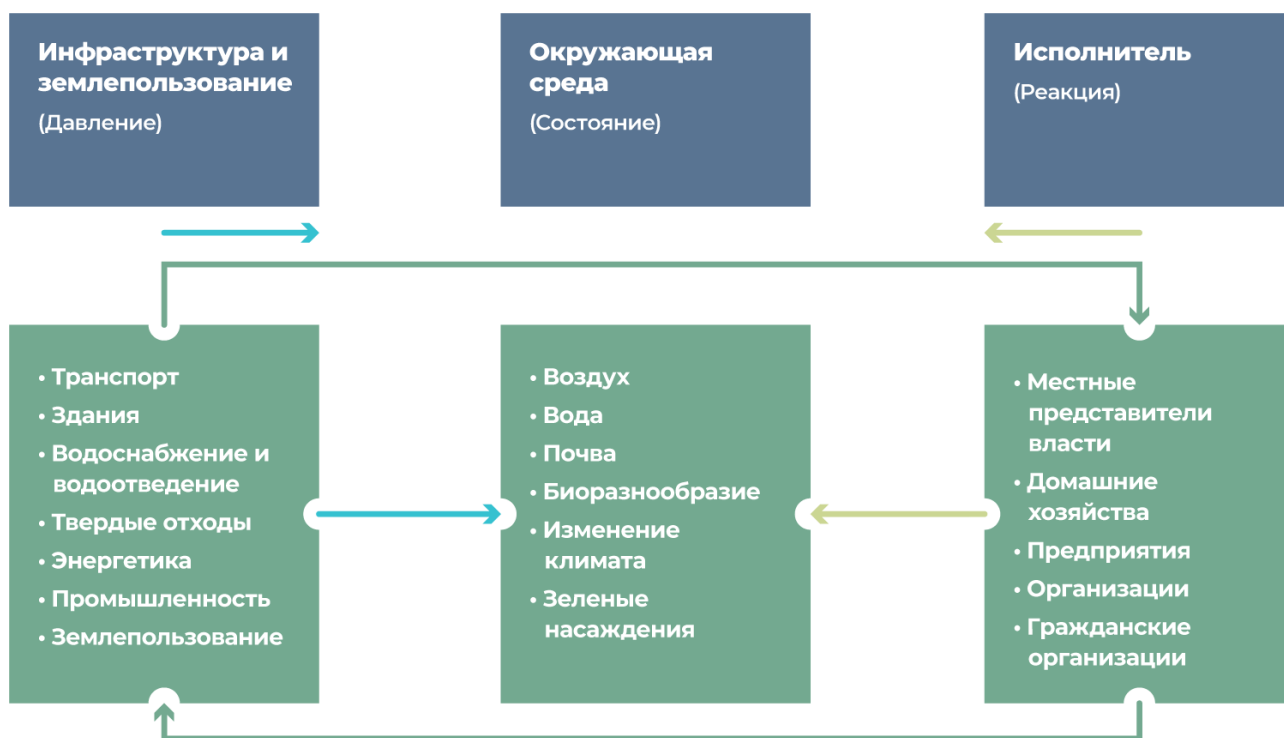 Инфраструктура и
землепользование
(Давление)
Окружающая
среда
(Состояние)
Исполнитель
(Реакция)
• Транспорт
• Здания
• Водоснабжение и
водоотведение
• Твердые отходы
• Энергетика
• Промышленность
• Землепользование
• Воздух
• Вода
• Почва
• Биоразнообразие
• Изменение
климата
• Зеленые
насаждения
• Местные
представители
власти
• Домашние
хозяйства
• Предприятия
• Организации
• Гражданские
организации